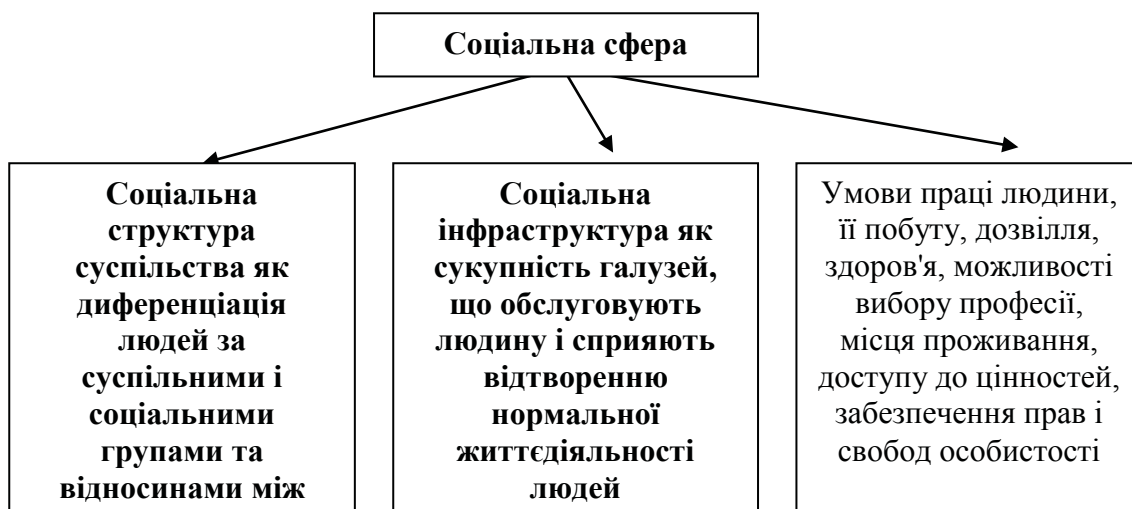 Соціальна сфера
Соціальна
структура
суспільства як
диференціація
людей за
суспільними і
соціальними
групами та
відносинами між
Соціальна
інфраструктура як
сукупність галузей,
що обслуговують
людину і сприяють
відтворенню
нормальної
життєдіяльності
людей
Умови праці людини,
її побуту, дозвілля,
здоров'я, можливості
вибору професії,
місця проживання,
доступу до цінностей,
забезпечення прав і
свобод особистості